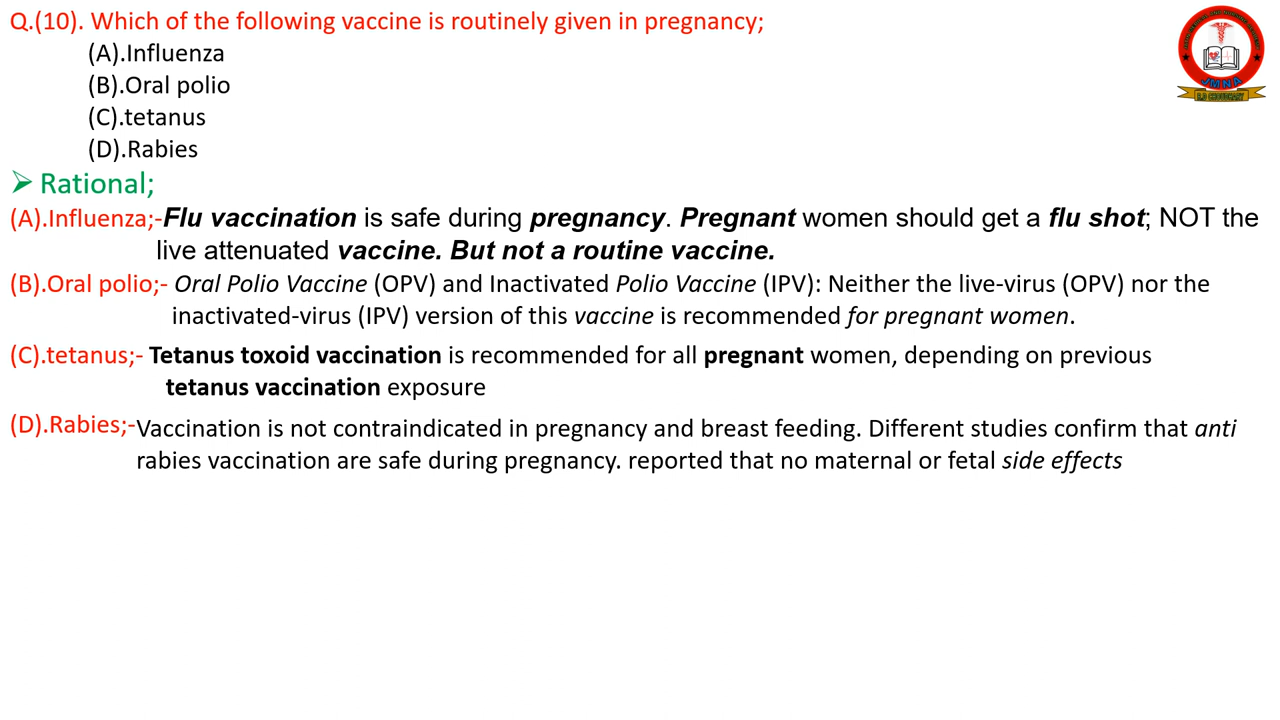 Q.(10). Which of the following vaccine is routinely given in pregnancy;
(A).Influenza
(B).Oral polio
(C).tetanus
(D).Rabies
➢ Rational;
(A).Influenza;-Flu vaccination is safe during pregnancy. Pregnant women should get a flu shot; NOT the
live attenuated vaccine. But not a routine vaccine.
(B).Oral polio;- Oral Polio Vaccine (OPV) and Inactivated Polio Vaccine (IPV): Neither the live-virus (OPV) nor the
inactivated-virus (IPV) version of this vaccine is recommended for pregnant women.
(C).tetanus;- Tetanus toxoid vaccination is recommended for all pregnant women, depending on previous
tetanus vaccination exposure
(D).Rabies;-Vaccination is not contraindicated in pregnancy and breast feeding. Different studies confirm that anti
rabies vaccination are safe during pregnancy. reported that no maternal or fetal side effects
JMNA